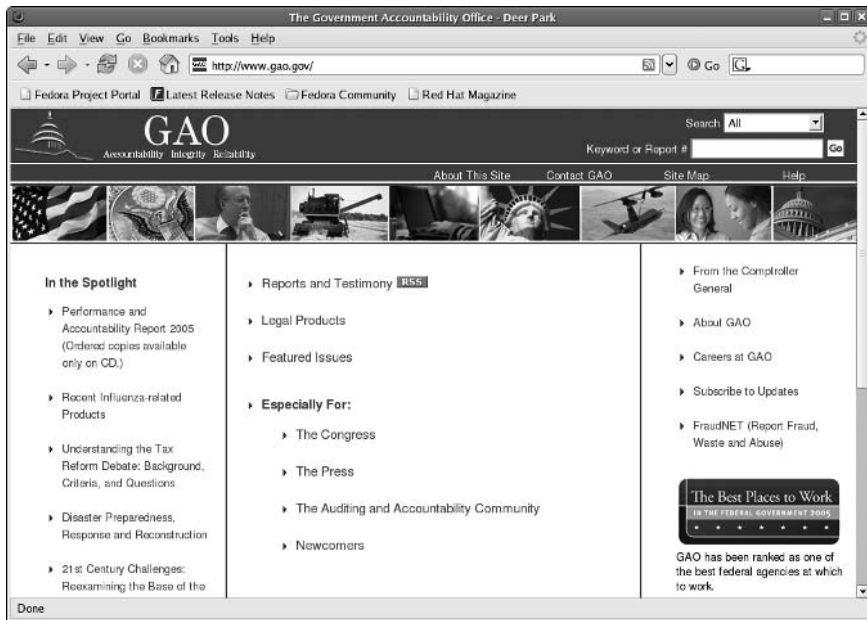 The Government Accountability Office - Deer Park
File Edit View Go Bookmarks Tools Help
http://www.gao.gov/
Go
G
Fedora Project Portal
Latest Release Notes
Fedora Community
Red Hat Magazine
GAO
Accountability Integrity Reliability
Search All
Keyword or Report #
Go
About This Site
Contact GAO
Site Map
Help
In the Spotlight
Performance and
Accountability Report 2005
(Ordered copies available
only on CD.)
Recent Influenza-related
Products
Understanding the Tax
Reform Debate: Background,
Criteria, and Questions
Disaster Preparedness,
Response and Reconstruction
21st Century Challenges:
Reexamining the Base of the
Reports and Testimony RSS
Legal Products
Featured Issues
Especially For:
The Congress
The Press
The Auditing and Accountability Community
Newcomers
From the Comptroller
General
About GAO
Careers at GAO
Subscribe to Updates
FraudNET (Report Fraud,
Waste and Abuse)
The Best Places to Work
IN THE FEDERAL GOVERNMENT 2005
GAO has been ranked as one of
the best federal agencies at which
to work.
Done